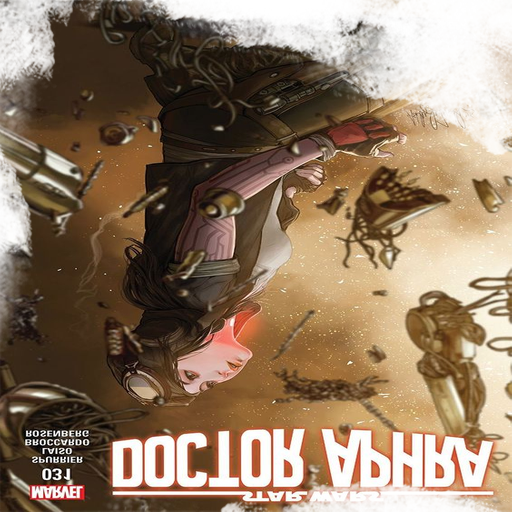 STAR WARS
DOCTOR APHRA
MARVEL
031
SPURRIER
LAISO
BROCCARDO
ROSENBERG